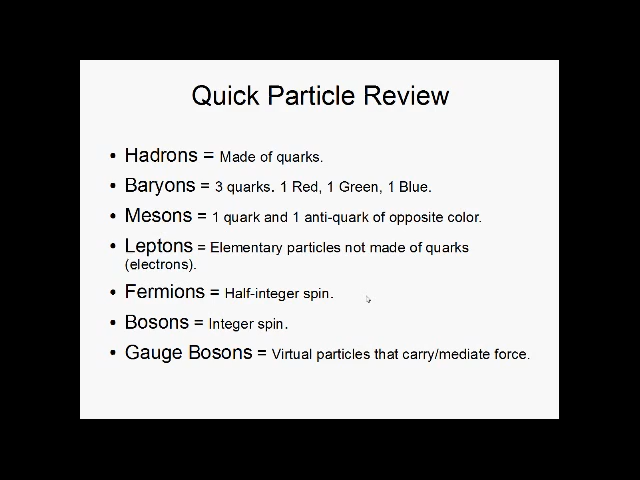 Quick Particle Review
• Hadrons = Made of quarks.
• Baryons = 3 quarks. 1 Red, 1 Green, 1 Blue.
• Mesons = 1 quark and 1 anti-quark of opposite color.
• Leptons = Elementary particles not made of quarks
(electrons).
• Fermions = Half-integer spin.
• Bosons = Integer spin.
• Gauge Bosons = Virtual particles that carry/mediate force.